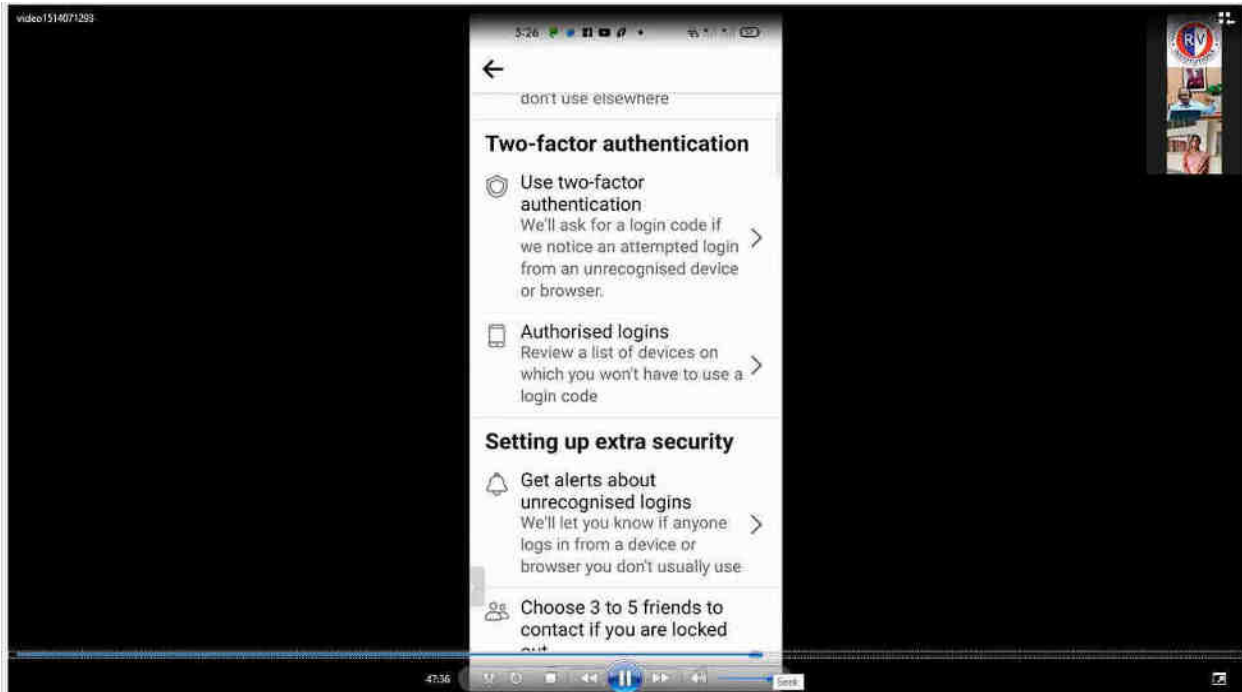 video1514071293
5:26
don't use elsewhere
Two-factor authentication
Use two-factor
authentication
We'll ask for a login code if
we notice an attempted login
from an unrecognised device
or browser.
Authorised logins
Review a list of devices on
which you won't have to use a
login code
Setting up extra security
Get alerts about
unrecognised logins
We'll let you know if anyone
logs in from a device or
browser you don't usually use
Choose 3 to 5 friends to
contact if you are locked
out
47:36
Seek
RV